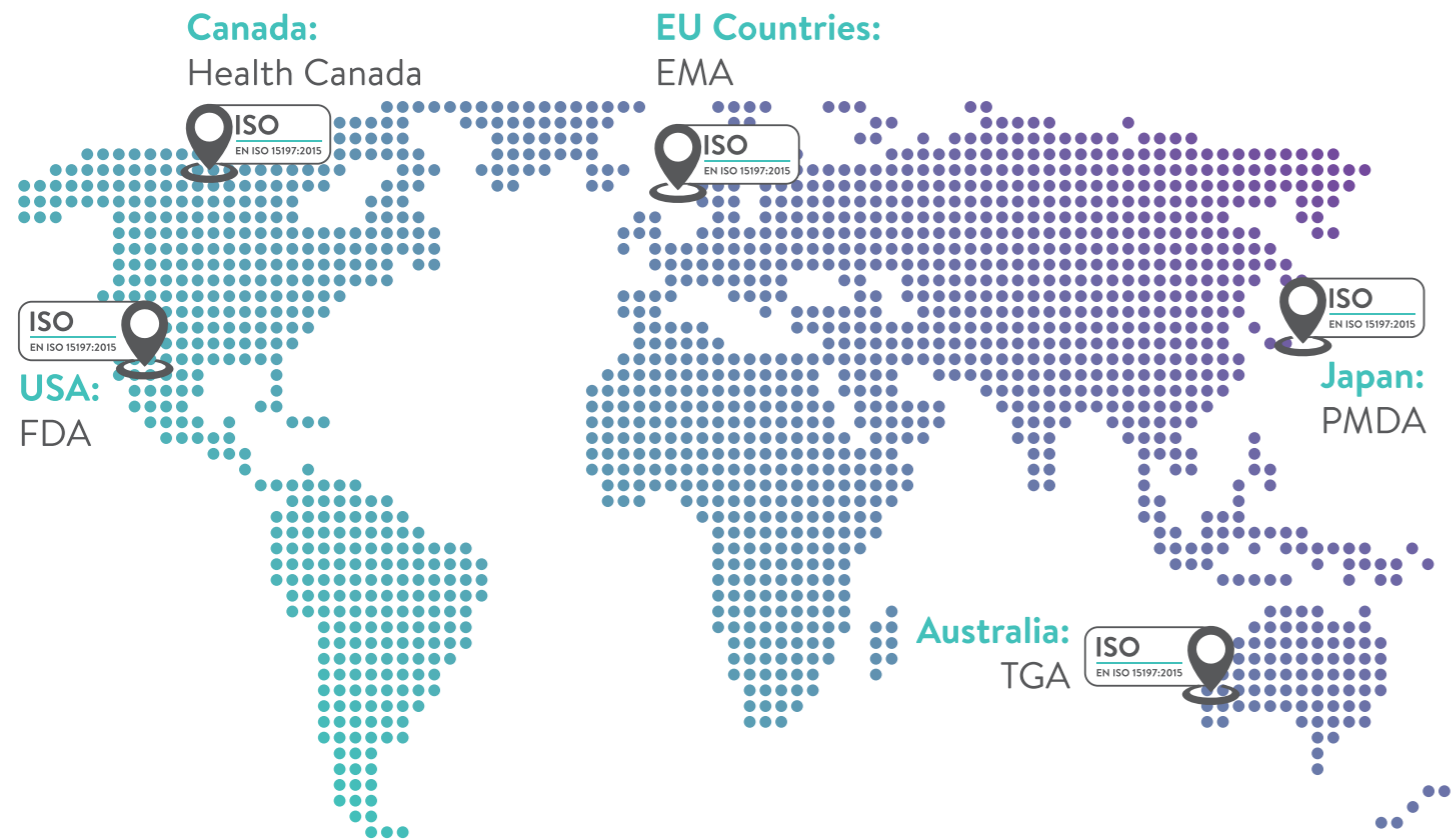 Canada:
Health Canada
ISO
EN ISO 15197:2015
EU Countries:
EMA
ISO
EN ISO 15197:2015
ISO
EN ISO 15197:2015
USA:
FDA
ISO
EN ISO 15197:2015
Japan:
PMDA
Australia:
TGA
ISO
EN ISO 15197:2015